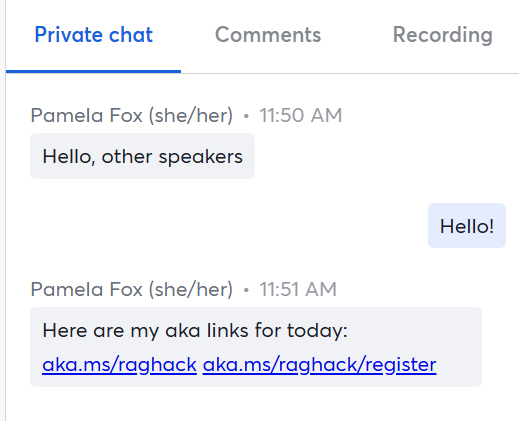 Private chat Comments Recording
Pamela Fox (she/her) • 11:50 AM
Hello, other speakers
Hello!
Pamela Fox (she/her) • 11:51 AM
Here are my aka links for today:
aka.ms/raghack aka.ms/raghack/register